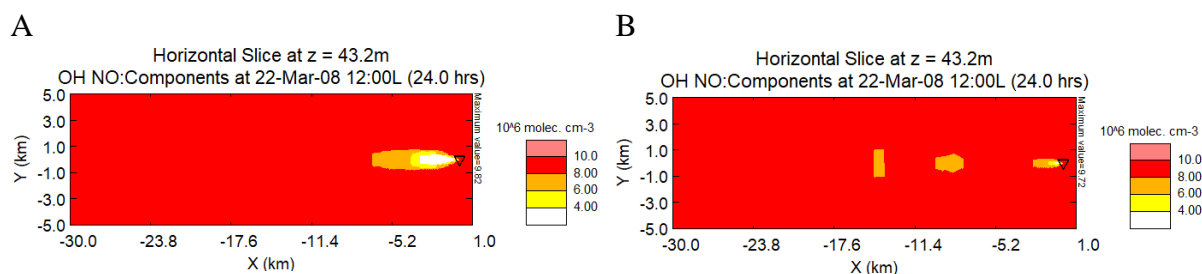 A
Horizontal Slice at z = 43.2m
OH NO:Components at 22-Mar-08 12:00L (24.0 hrs)
5.0
3.0
1.0
-1.0
-3.0
-5.0
Y (km)
-30.0 -23.8 -17.6 -11.4 -5.2 1.0
X (km)
Maximum value=9.82
10^6 molec. cm-3
10.0
8.00
6.00
4.00
B
Horizontal Slice at z = 43.2m
OH NO:Components at 22-Mar-08 12:00L (24.0 hrs)
5.0
3.0
1.0
-1.0
-3.0
-5.0
Y (km)
-30.0 -23.8 -17.6 -11.4 -5.2 1.0
X (km)
Maximum value=9.72
10^6 molec. cm-3
10.0
8.00
6.00
4.00